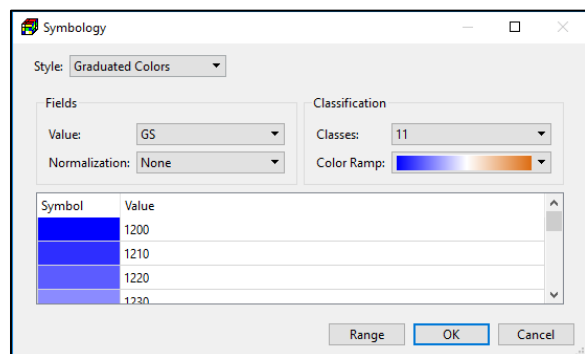 Symbology
Style: Graduated Colors
Fields
Value: GS
Normalization: None
Classification
Classes: 11
Color Ramp:
Symbol Value
1200
1210
1220
1230
Range OK Cancel